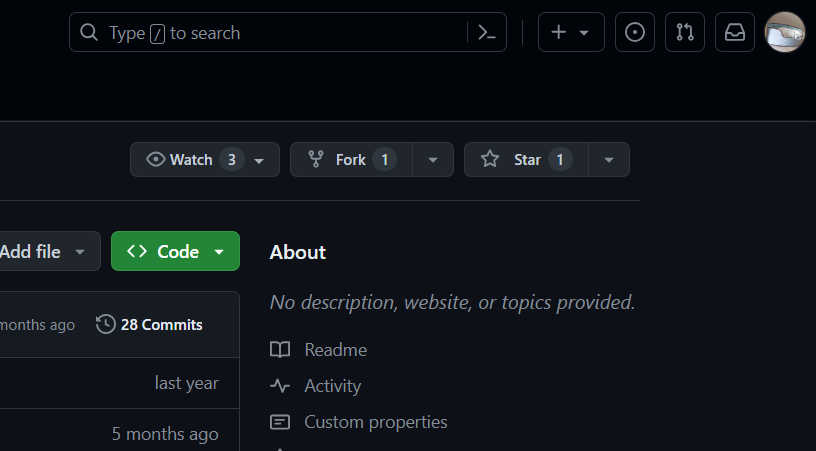 Type / to search
Watch 3
Fork 1
Star 1
Add file
Code
About
No description, website, or topics provided.
months ago
28 Commits
Readme
last year
Activity
5 months ago
Custom properties